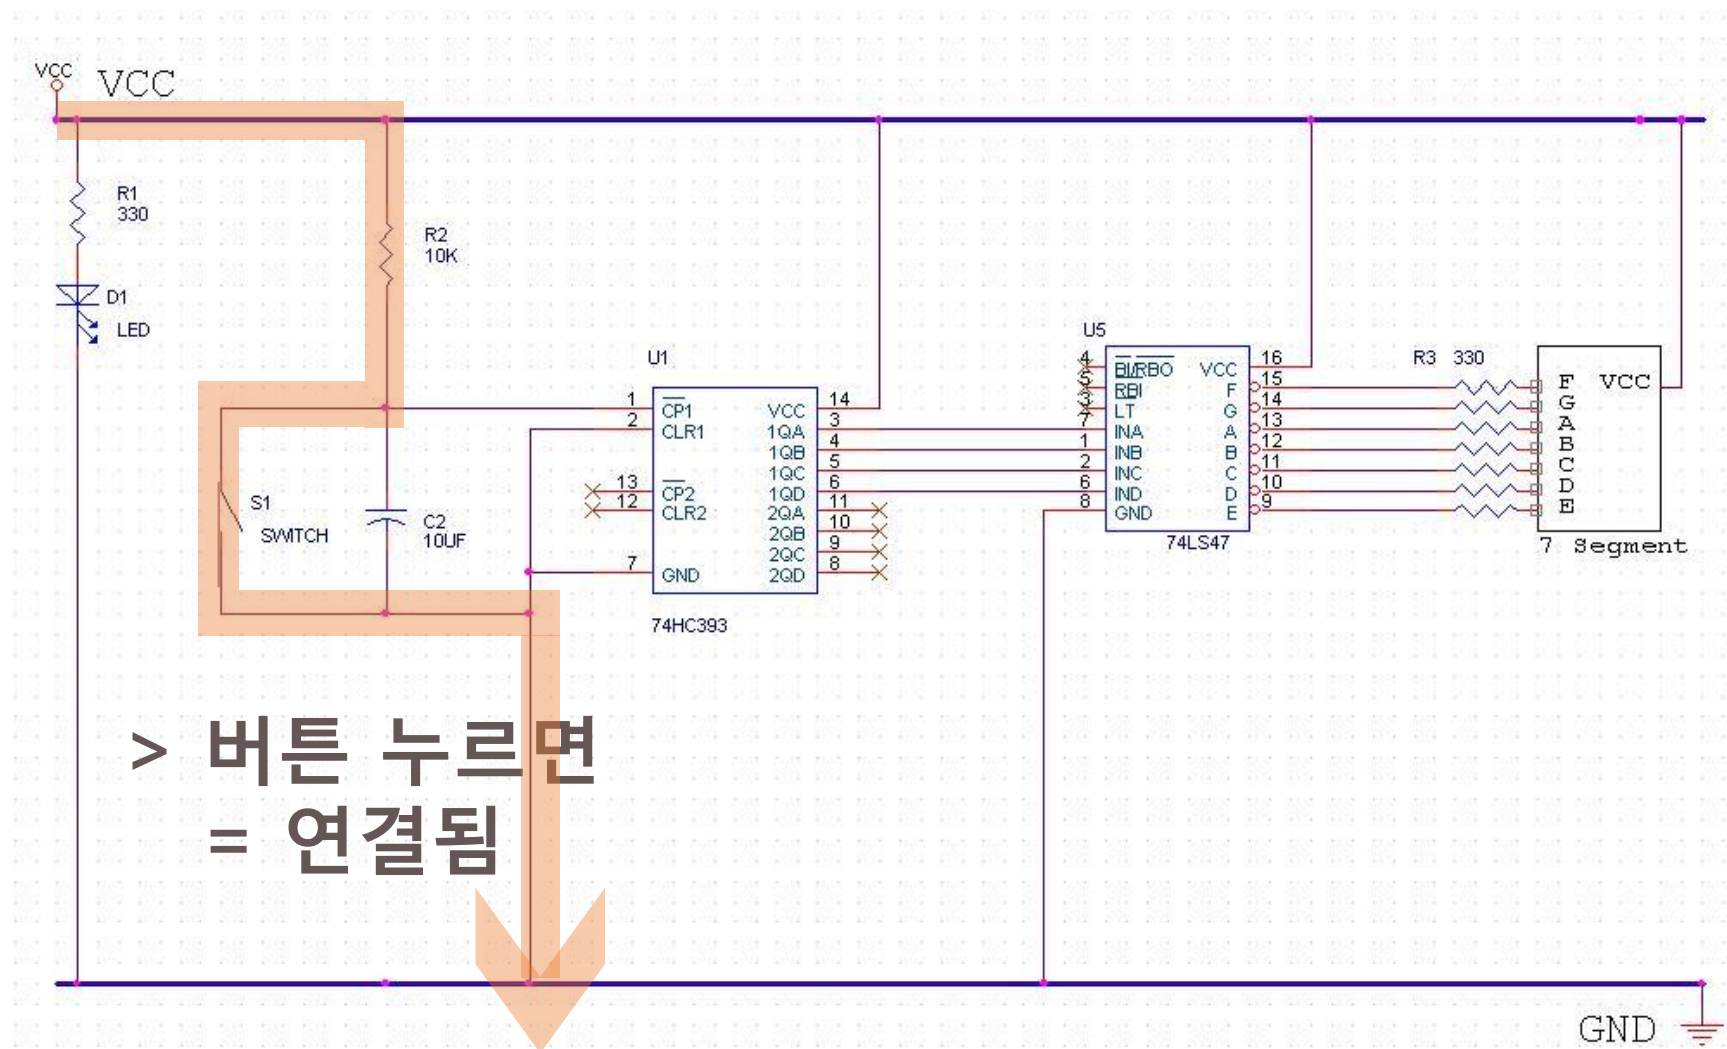 VCC VCC
R1
330
D1
LED
R2
10K
S1
SWITCH
C2
10UF
U1
1 CP1 VCC 14
2 CLR1 1QA 3
1QB 4
1QC 5
13 CP2 1QD 6
12 CLR2 2QA 11
2QB 10
2QC 9
7 GND 2QD 8
74HC393
U5
4 BI/RBO VCC 16
5 RBI F 15
3 LT G 14
7 INA A 13
1 INB B 12
2 INC C 11
6 IND D 10
8 GND E 9
74LS47
R3 330
F VCC
G
A
B
C
D
E
7 Segment
> 버튼 누르면
= 연결됨
GND